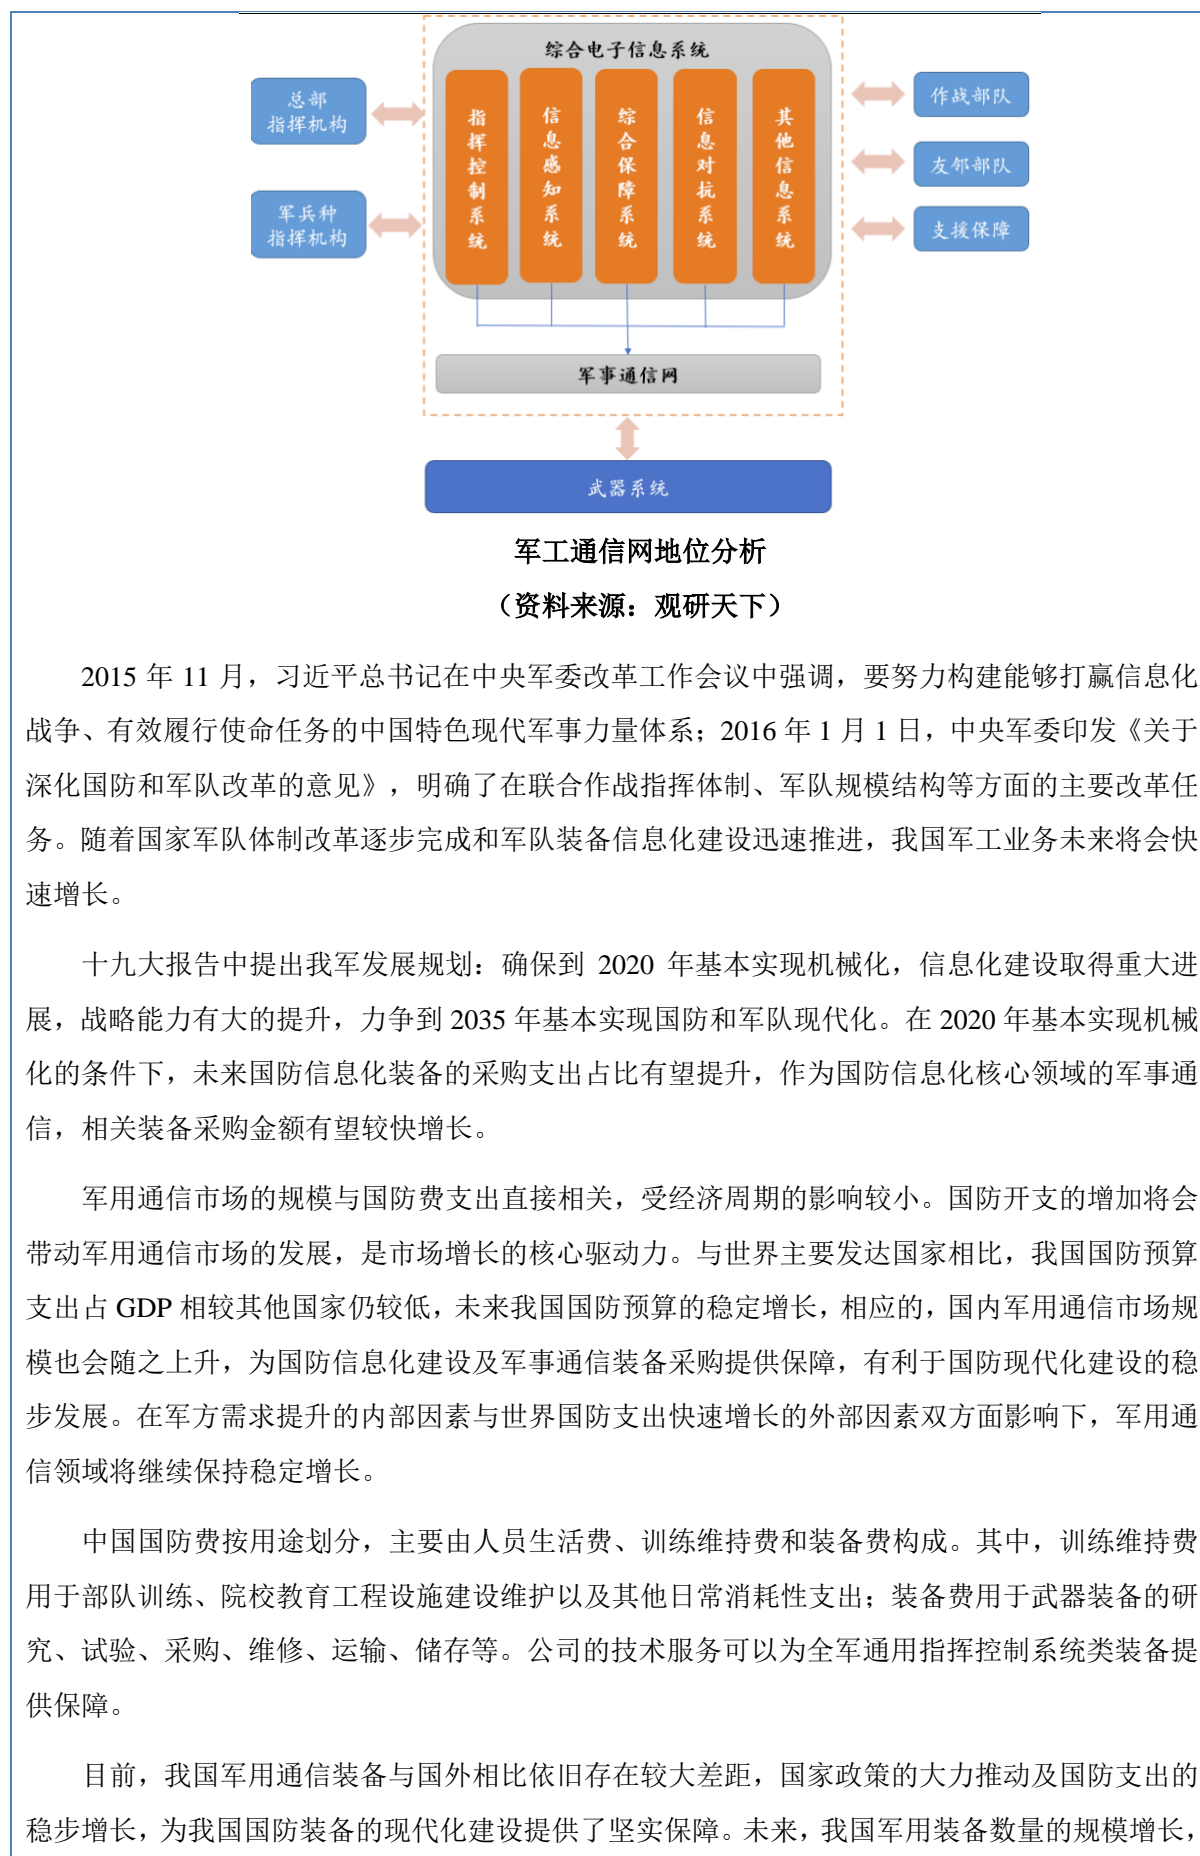 综合电子信息系统
总部
指挥机构
军兵种
指挥机构
指挥控制系统
信息感知系统
综合保障系统
信息对抗系统
其他信息系统
作战部队
友邻部队
支援保障
军事通信网
武器系统
军工通信网地位分析
（资料来源：观研天下）
2015 年 11 月，习近平总书记在中央军委改革工作会议中强调，要努力构建能够打赢信息化
战争、有效履行使命任务的中国特色现代军事力量体系；2016 年 1 月 1 日，中央军委印发《关于
深化国防和军队改革的意见》，明确了在联合作战指挥体制、军队规模结构等方面的主要改革任
务。随着国家军队体制改革逐步完成和军队装备信息化建设迅速推进，我国军工业务未来将会快
速增长。
十九大报告中提出我军发展规划：确保到 2020 年基本实现机械化，信息化建设取得重大进
展，战略能力有大的提升，力争到 2035 年基本实现国防和军队现代化。在 2020 年基本实现机械
化的条件下，未来国防信息化装备的采购支出占比有望提升，作为国防信息化核心领域的军事通
信，相关装备采购金额有望较快增长。
军用通信市场的规模与国防费支出直接相关，受经济周期的影响较小。国防开支的增加将会
带动军用通信市场的发展，是市场增长的核心驱动力。与世界主要发达国家相比，我国国防预算
支出占 GDP 相较其他国家仍较低，未来我国国防预算的稳定增长，相应的，国内军用通信市场规
模也会随之上升，为国防信息化建设及军事通信装备采购提供保障，有利于国防现代化建设的稳
步发展。在军方需求提升的内部因素与世界国防支出快速增长的外部因素双方面影响下，军用通
信领域将继续保持稳定增长。
中国国防费按用途划分，主要由人员生活费、训练维持费和装备费构成。其中，训练维持费
用于部队训练、院校教育工程设施建设维护以及其他日常消耗性支出；装备费用于武器装备的研
究、试验、采购、维修、运输、储存等。公司的技术服务可以为全军通用指挥控制系统类装备提
供保障。
目前，我国军用通信装备与国外相比依旧存在较大差距，国家政策的大力推动及国防支出的
稳步增长，为我国国防装备的现代化建设提供了坚实保障。未来，我国军用装备数量的规模增长，